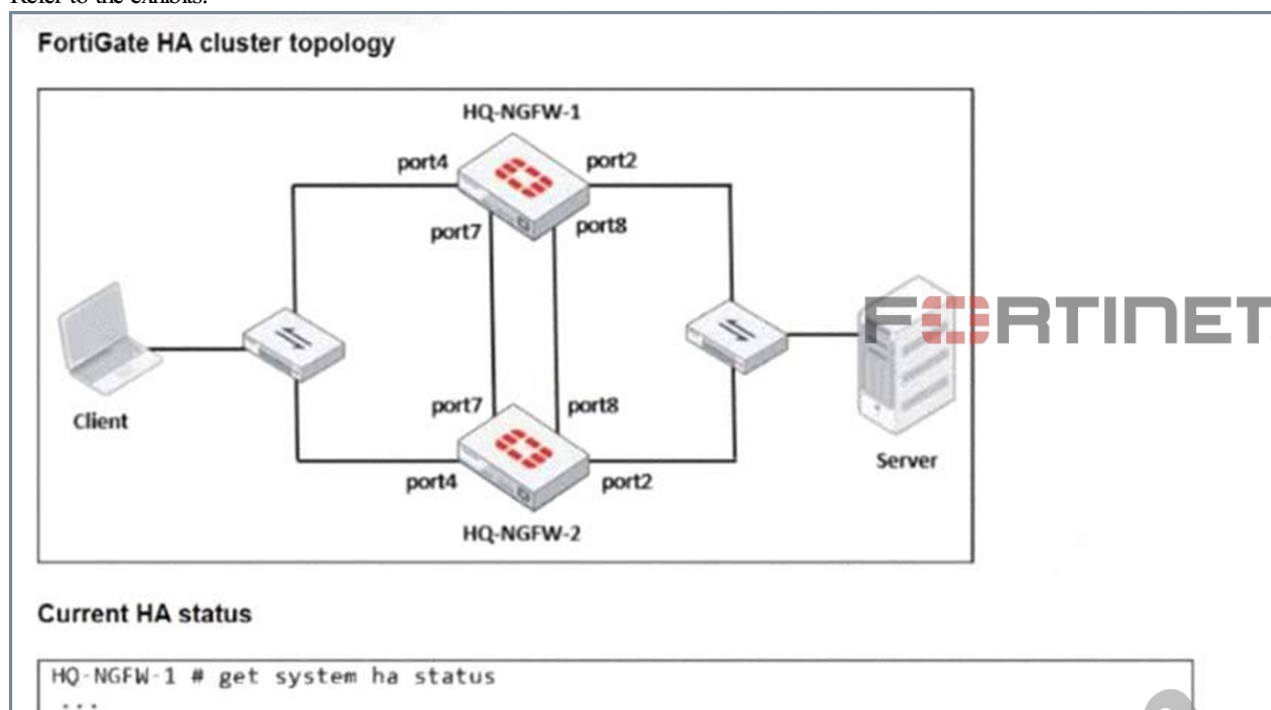 Refer to the exhibits.
FortiGate HA cluster topology
HQ-NGFW-1
port4
port2
port7
port8
FORTINET
Client
port7
port8
Server
port4
port2
HQ-NGFW-2
Current HA status
HQ-NGFW-1 # get system ha status
...